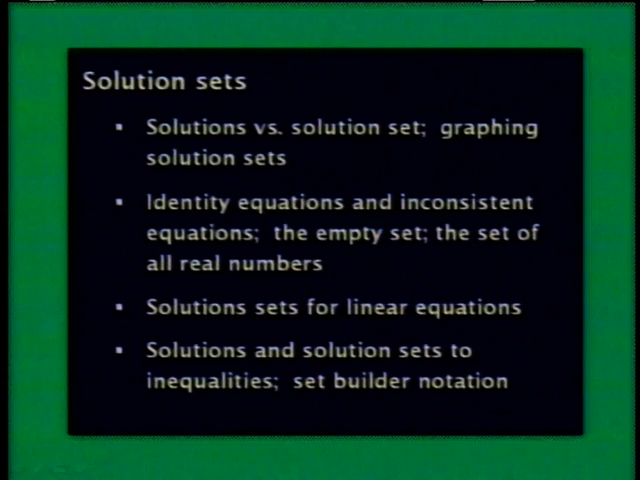 Solution sets
▪ Solutions vs. solution set; graphing
solution sets
▪ Identity equations and inconsistent
equations; the empty set; the set of
all real numbers
▪ Solutions sets for linear equations
▪ Solutions and solution sets to
inequalities; set builder notation